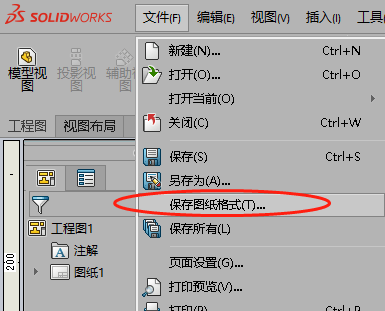 SOLIDWORKS 文件(F) 编辑(E) 视图(V) 插入(I) 工具
模型视图 投影视图 辅助视图
工程图 视图布局
新建(N)... Ctrl+N
打开(O)... Ctrl+O
打开当前(O)
关闭(C) Ctrl+W
保存(S) Ctrl+S
另存为(A)...
保存图纸格式(T)...
保存所有(L)
页面设置(G)...
打印预览(V)...
打印(P) Ctrl+P
工程图1
注解
图纸1
200